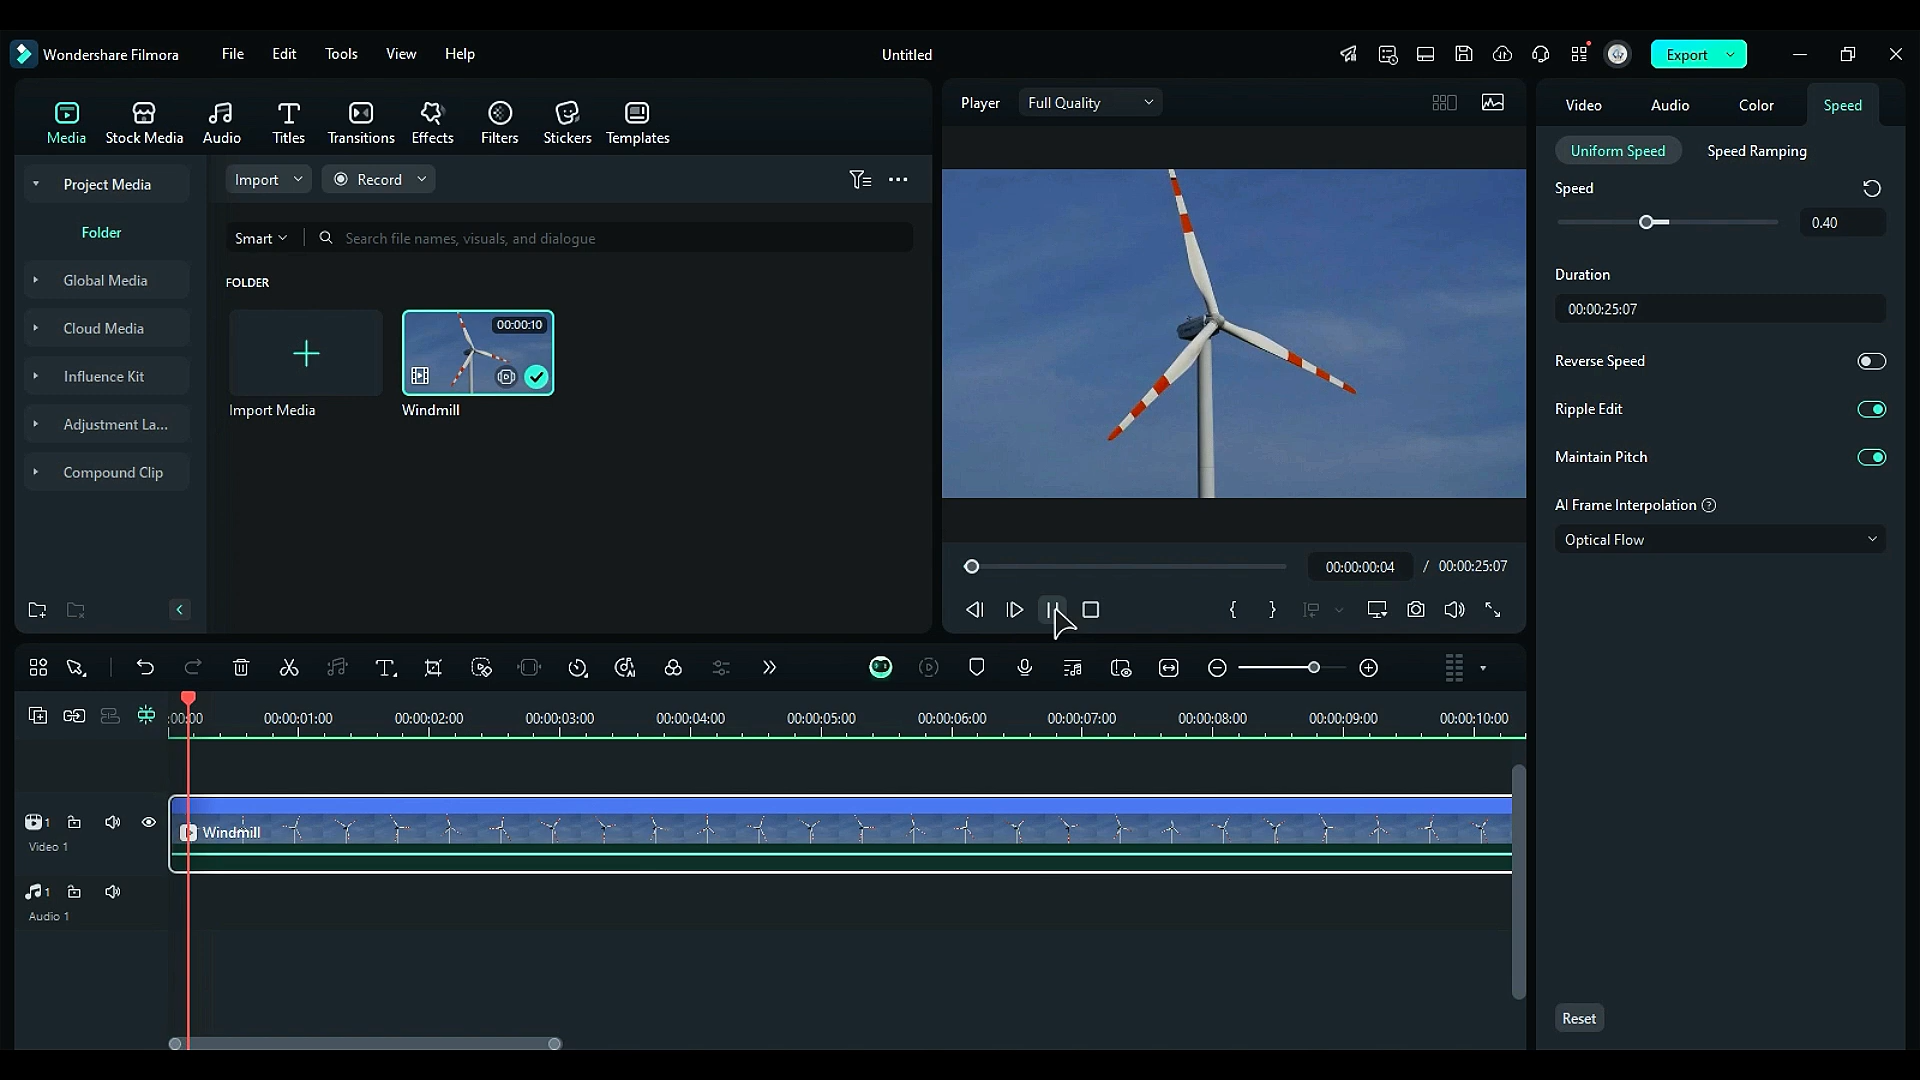 Wondershare Filmora
File
Edit
Tools
View
Help
Untitled
Export
Media
Stock Media
Audio
Titles
Transitions
Effects
Filters
Stickers
Templates
Player
Full Quality
Video
Audio
Color
Speed
Project Media
Folder
Global Media
Cloud Media
Influence Kit
Adjustment La...
Compound Clip
Import
Record
Smart
Search file names, visuals, and dialogue
FOLDER
00:00:10
Import Media
Windmill
00:00:00:04 / 00:00:25:07
Uniform Speed
Speed Ramping
Speed
0.40
Duration
00:00:25:07
Reverse Speed
Ripple Edit
Maintain Pitch
AI Frame Interpolation
Optical Flow
Reset
:00:00
00:00:01:00
00:00:02:00
00:00:03:00
00:00:04:00
00:00:05:00
00:00:06:00
00:00:07:00
00:00:08:00
00:00:09:00
00:00:10:00
1
Video 1
Windmill
1
Audio 1